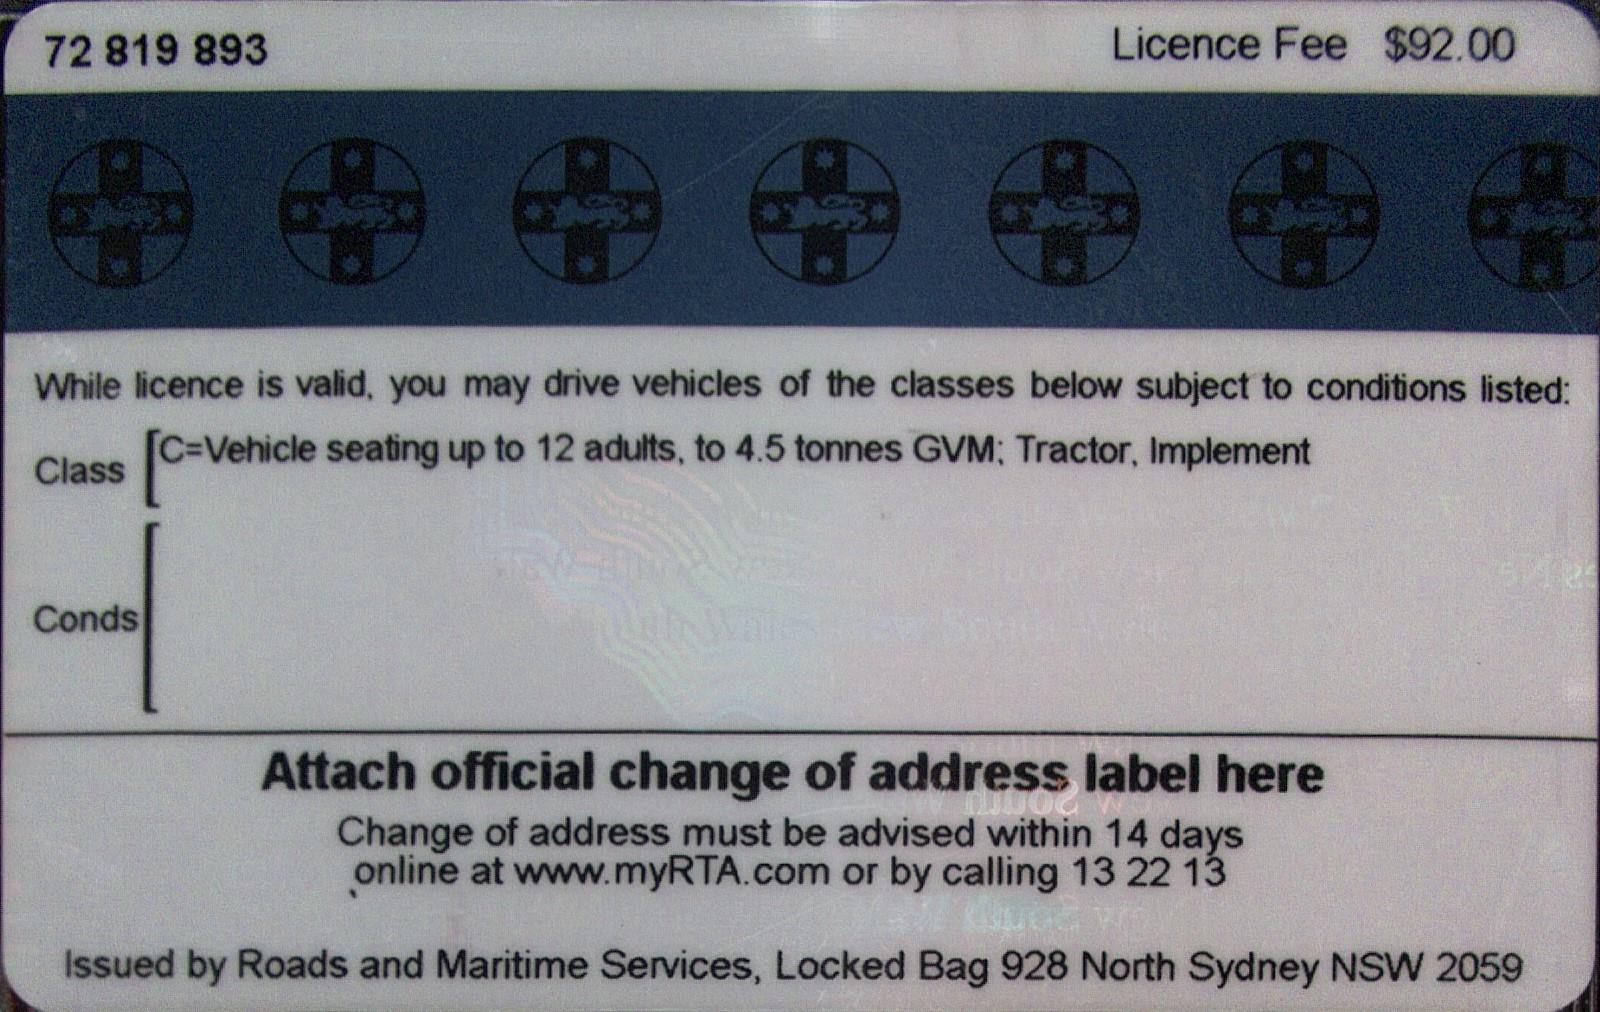 72 819 893
Licence Fee $92.00
While licence is valid, you may drive vehicles of the classes below subject to conditions listed:
Class
C=Vehicle seating up to 12 adults, to 4.5 tonnes GVM; Tractor, Implement
Conds
Attach official change of address label here
Change of address must be advised within 14 days
online at www.myRTA.com or by calling 13 22 13
Issued by Roads and Maritime Services, Locked Bag 928 North Sydney NSW 2059